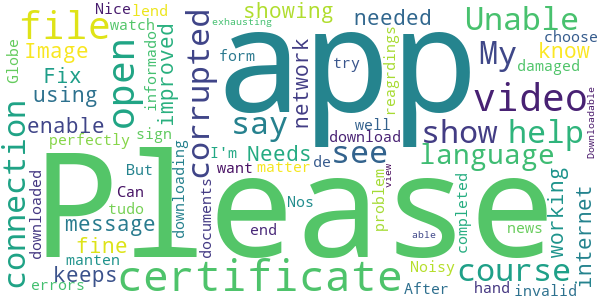 Nice lend exhausting showing needed Unable choose
watch
file app My know
Image
Globe informado improved corrupted form try reagrdings damaged
Fix open using network video Downloadable
enable say show help
connection perfectly sign download well
see language
I'm Needs
But downloading want matter de problem view working internet
downloaded Please completed
Can documents
tudo
message Nos end able news
fine certificate course
manten
keeps Noisy hand
errors After invalid